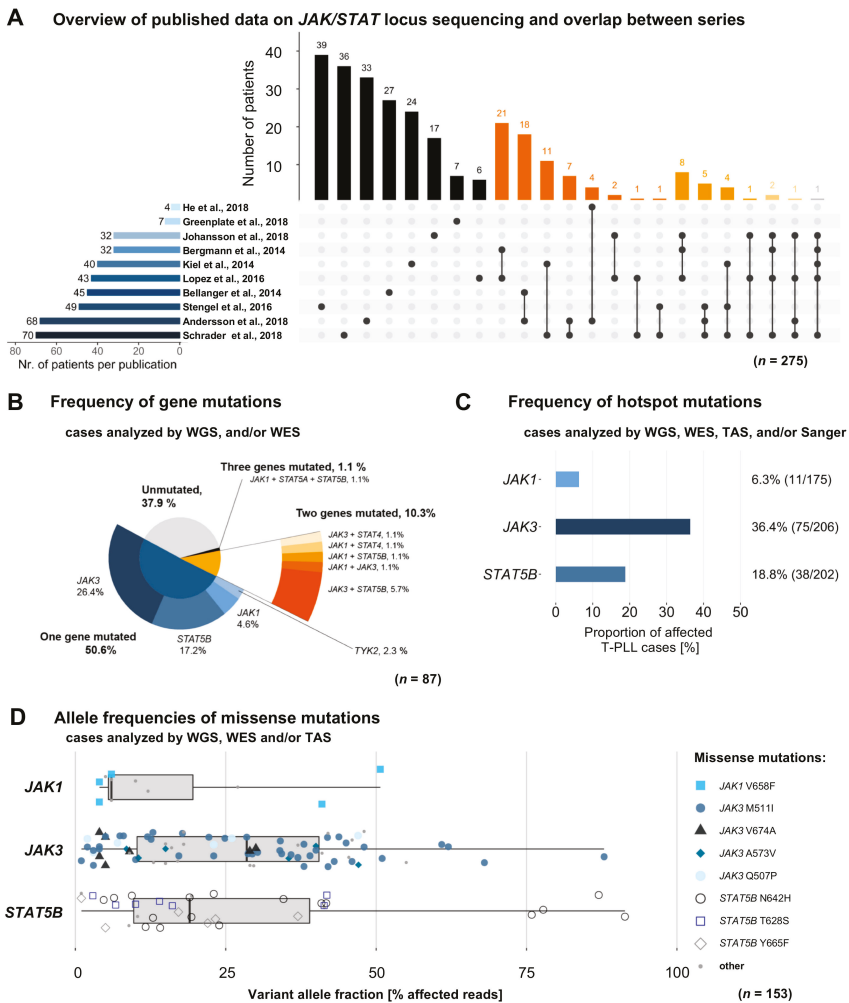 A Overview of published data on JAK/STAT locus sequencing and overlap between series
Number of patients
40
30
20
10
39 36 33 27 24 17 7 6 21 18 11 7 4 2 1 1 8 5 4 1 2 1 1
4 He et al., 2018
7 Greenplate et al., 2018
32 Johansson et al., 2018
32 Bergmann et al., 2014
40 Kiel et al., 2014
43 Lopez et al., 2016
45 Bellanger et al., 2014
49 Stengel et al., 2016
68 Andersson et al., 2018
70 Schrader et al., 2018
80 60 40 20 0
Nr. of patients per publication
(n = 275)
B Frequency of gene mutations
cases analyzed by WGS, and/or WES
Three genes mutated, 1.1 %
JAK1 + STAT5A + STAT5B, 1.1%
Unmutated,
37.9 %
Two genes mutated, 10.3%
JAK3 + STAT4, 1.1%
JAK1 + STAT4, 1.1%
JAK1 + STAT5B, 1.1%
JAK1 + JAK3, 1.1%
JAK3 + STAT5B, 5.7%
JAK3
26.4%
JAK1
4.6%
One gene mutated
50.6%
STAT5B
17.2%
TYK2, 2.3 %
(n = 87)
C Frequency of hotspot mutations
cases analyzed by WGS, WES, TAS, and/or Sanger
JAK1 6.3% (11/175)
JAK3 36.4% (75/206)
STAT5B 18.8% (38/202)
0 10 20 30 40 50
Proportion of affected
T-PLL cases [%]
D Allele frequencies of missense mutations
cases analyzed by WGS, WES and/or TAS
JAK1
JAK3
STAT5B
0 25 50 75 100
Variant allele fraction [% affected reads]
Missense mutations:
JAK1 V658F
JAK3 M511I
JAK3 V674A
JAK3 A573V
JAK3 Q507P
STAT5B N642H
STAT5B T628S
STAT5B Y665F
other
(n = 153)